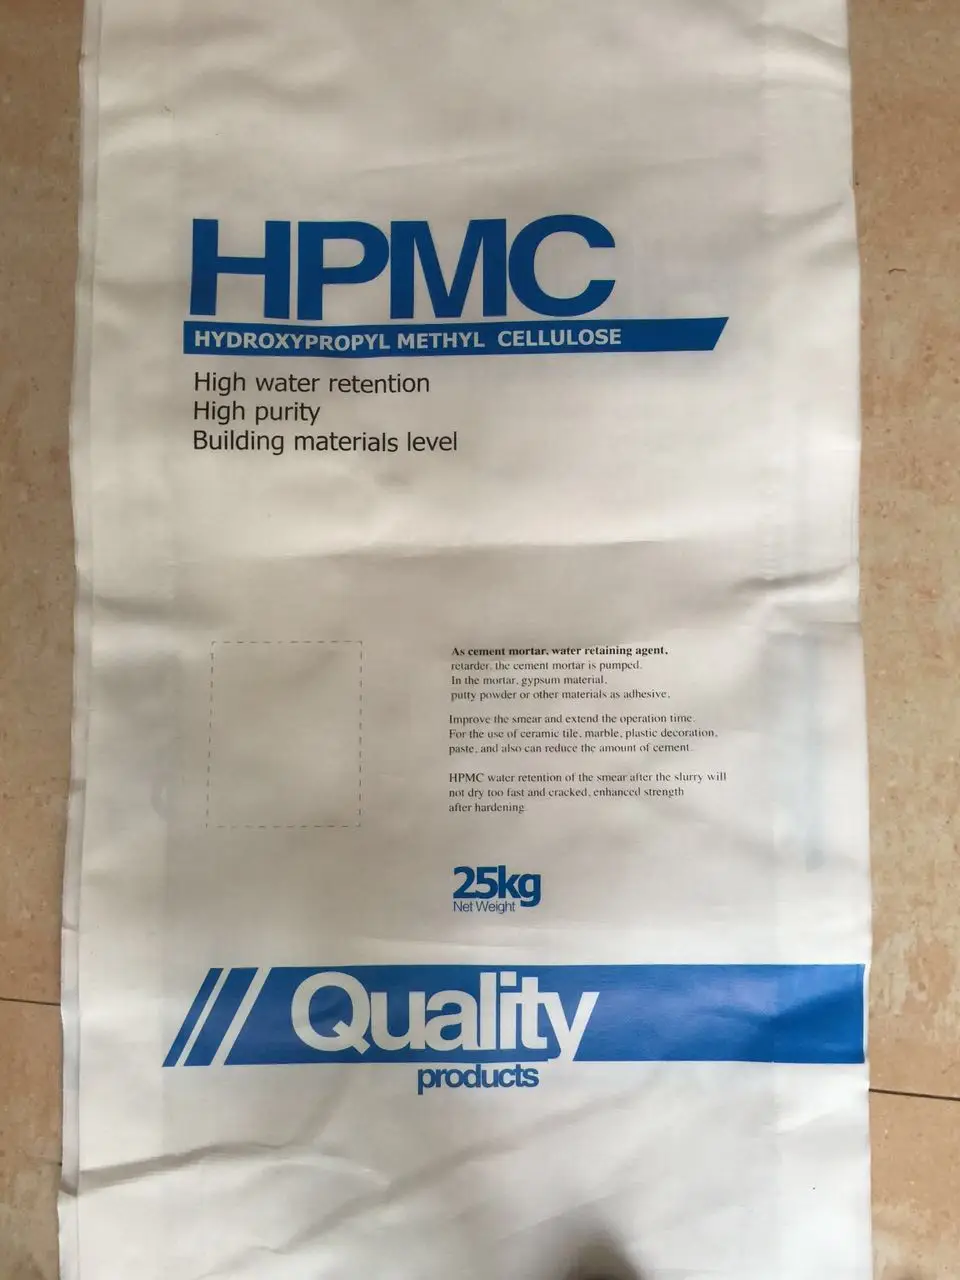 HPMC
HYDROXYPROPYL METHYL CELLULOSE
High water retention
High purity
Building materials level
As cement mortar, water retaining agent,
retarder, the cement mortar is pumped.
In the mortar, gypsum material,
putty powder or other materials as adhesive,
Improve the smear and extend the operation time.
For the use of ceramic tile, marble, plastic decoration,
paste, and also can reduce the amount of cement.
HPMC water retention of the smear after the slurry will
not dry too fast and cracked, enhanced strength
after hardening.
25kg
Net Weight
Quality
products